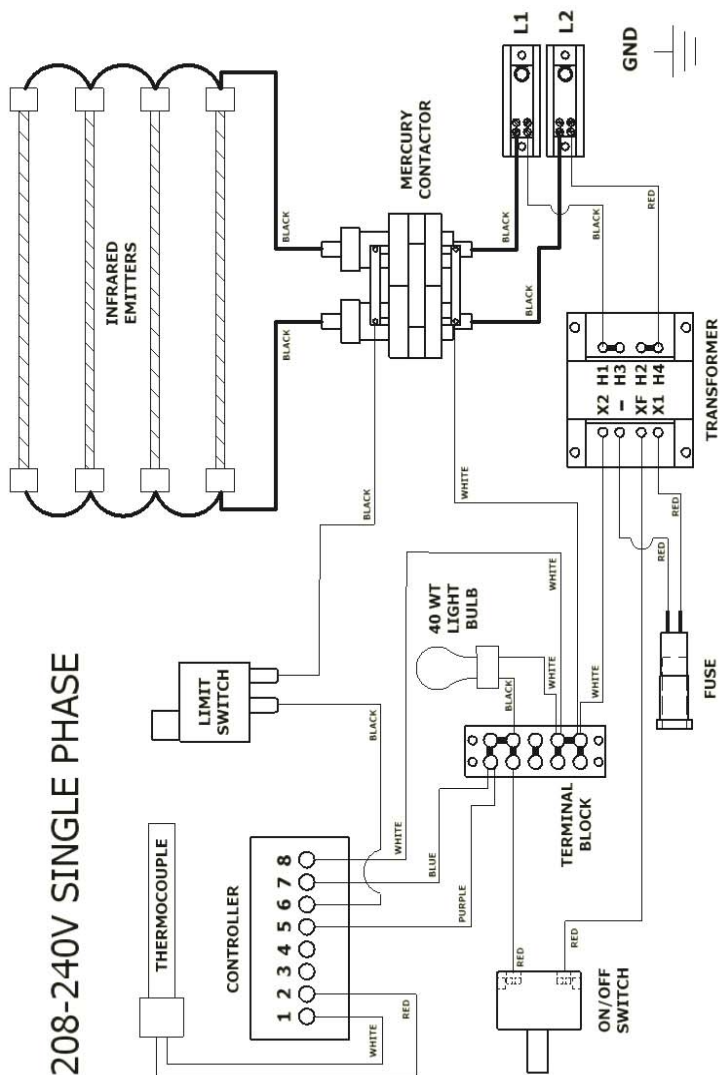 208-240V SINGLE PHASE
INFRARED
EMITTERS
BLACK
BLACK
MERCURY
CONTACTOR
L1
L2
GND
BLACK
BLACK
BLACK
RED
LIMIT
SWITCH
BLACK
WHITE
BLACK
40 WT
LIGHT
BULB
WHITE
BLACK
WHITE
WHITE
X2 H1
– H3
XF H2
X1 H4
TRANSFORMER
RED
RED
FUSE
THERMOCOUPLE
CONTROLLER
1 2 3 4 5 6 7 8
WHITE
BLUE
PURPLE
WHITE
RED
TERMINAL
BLOCK
RED
RED
ON/OFF
SWITCH